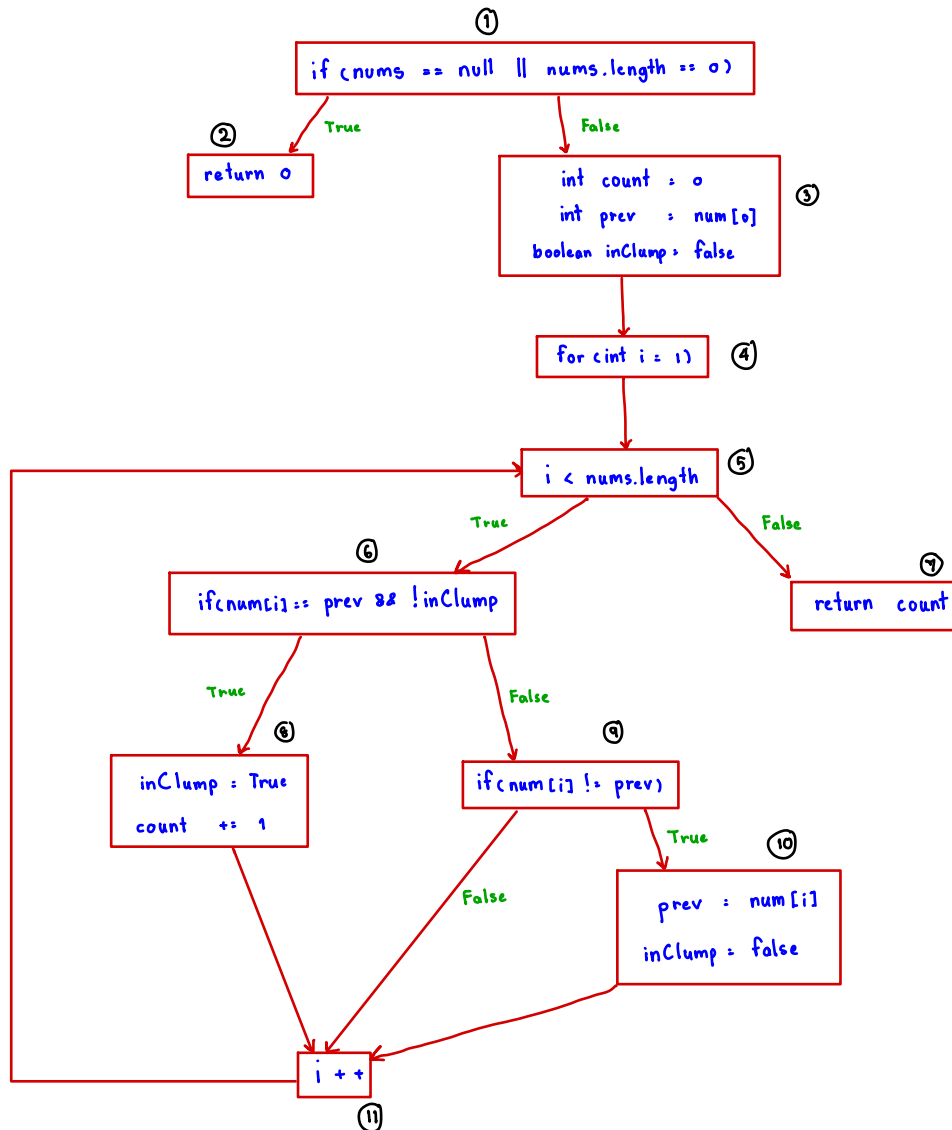 ①
if (nums == null || nums.length == 0)
True
False
②
return 0
③
int count = 0
int prev = num[0]
boolean inClump = false
for (int i = 1)
④
i < nums.length
⑤
True
False
⑥
if(num[i] == prev && !inClump
⑦
return count
True
False
⑧
inClump = True
count += 1
⑨
if(num[i] != prev)
True
False
⑩
prev = num[i]
inClump = false
i ++
⑪